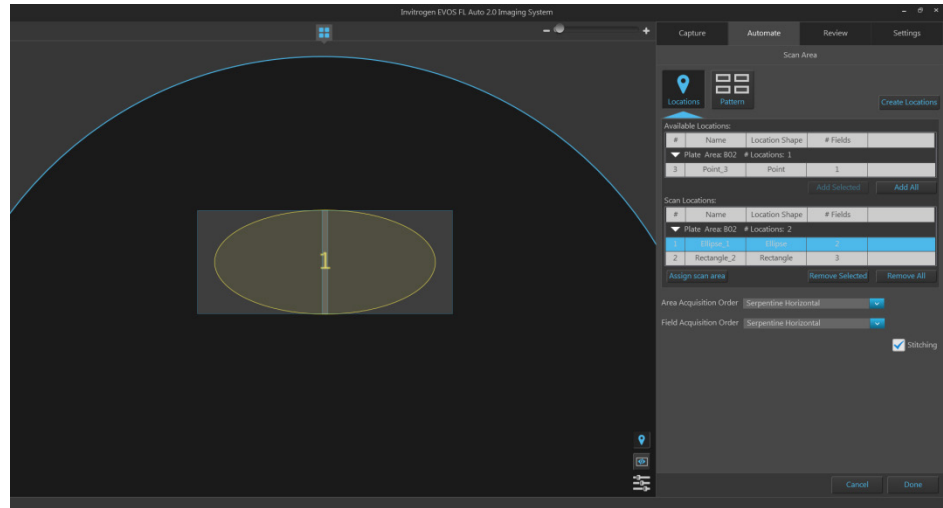 Invitrogen EVOS FL Auto 2.0 Imaging System
Capture Automate Review Settings
Scan Area
Locations Pattern
Create Locations
Available Locations:
# Name Location Shape # Fields
Plate Area: B02 # Locations: 1
3 Point_3 Point 1
Add Selected Add All
Scan Locations:
# Name Location Shape # Fields
Plate Area: B02 # Locations: 2
1 Ellipse_1 Ellipse 2
2 Rectangle_2 Rectangle 3
Assign scan area Remove Selected Remove All
Area Acquisition Order Serpentine Horizontal
Field Acquisition Order Serpentine Horizontal
Stitching
1
Cancel Done